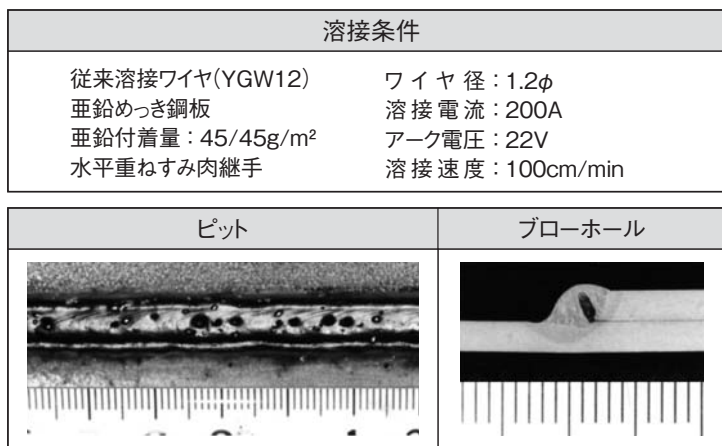 溶接条件
従来溶接ワイヤ(YGW12)
亜鉛めっき鋼板
亜鉛付着量：45/45g/m²
水平重ねすみ肉継手
ワイヤ径：1.2φ
溶接電流：200A
アーク電圧：22V
溶接速度：100cm/min
ピット
ブローホール